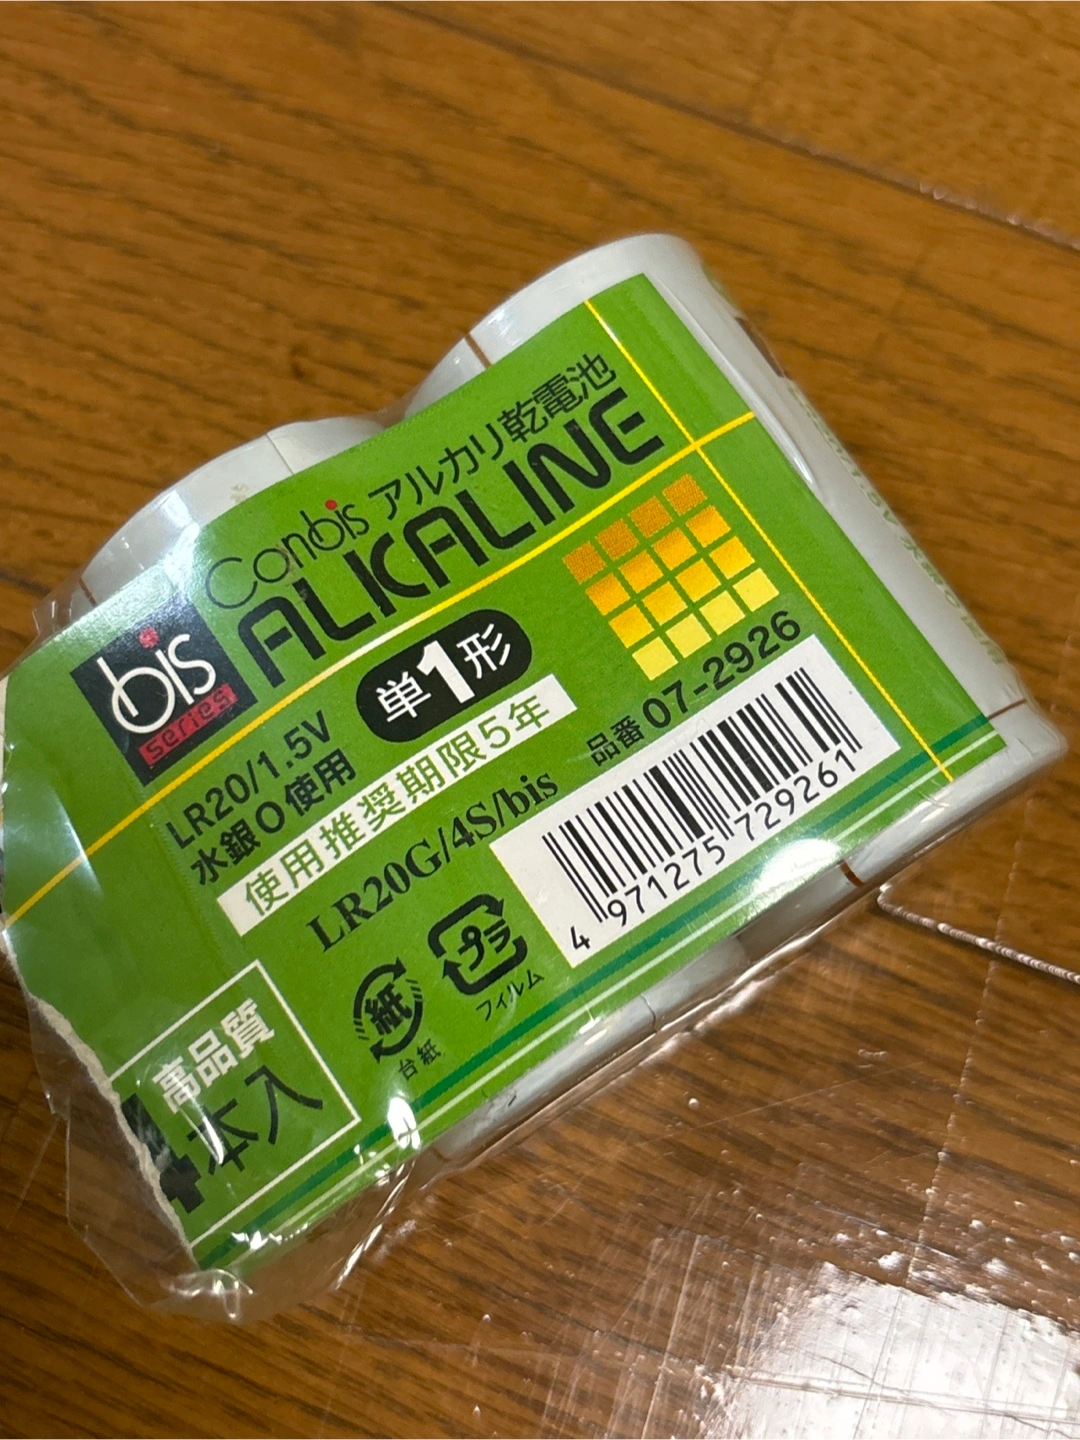 Conbis アルカリ乾電池
ALKALINE
bis
series
単1形
LR20/1.5V
水銀0使用
使用推奨期限5年
LR20G/4S/bis
品番 07-2926
4 971275 729261
プラ
フィルム
紙
台紙
高品質
4本入